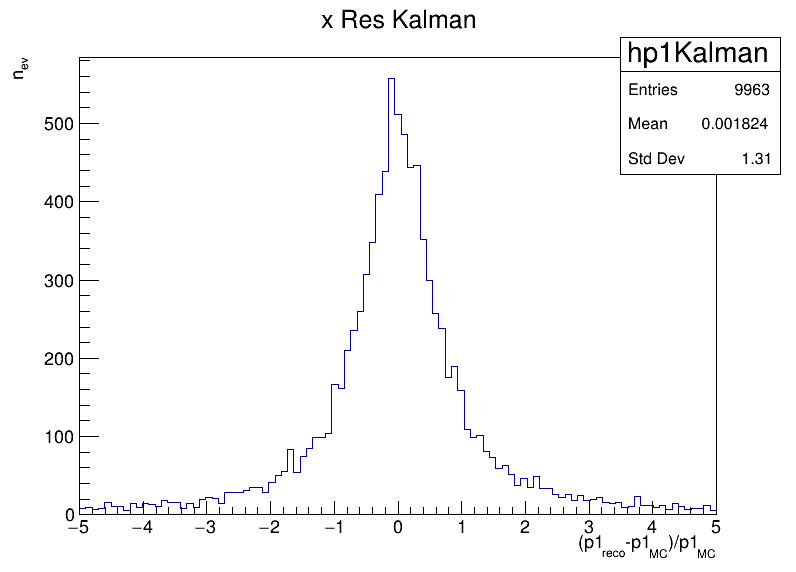 x Res Kalman
hp1Kalman
Entries 9963
Mean 0.001824
Std Dev 1.31
n_ev
500
400
300
200
100
0
−5 −4 −3 −2 −1 0 1 2 3 4 5
(p1_reco-p1_MC)/p1_MC